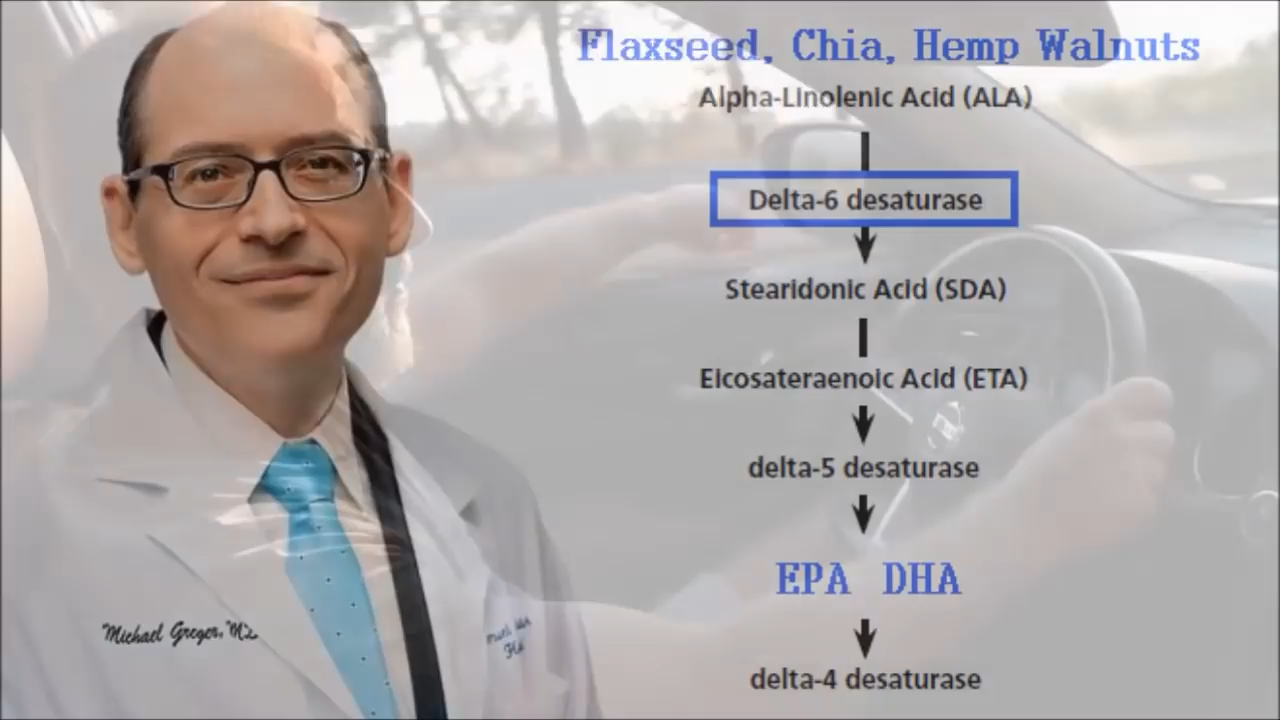 Flaxseed, Chia, Hemp Walnuts
Alpha-Linolenic Acid (ALA)
Delta-6 desaturase
Stearidonic Acid (SDA)
Eicosateraenoic Acid (ETA)
delta-5 desaturase
EPA DHA
delta-4 desaturase
Michael Greger, M.